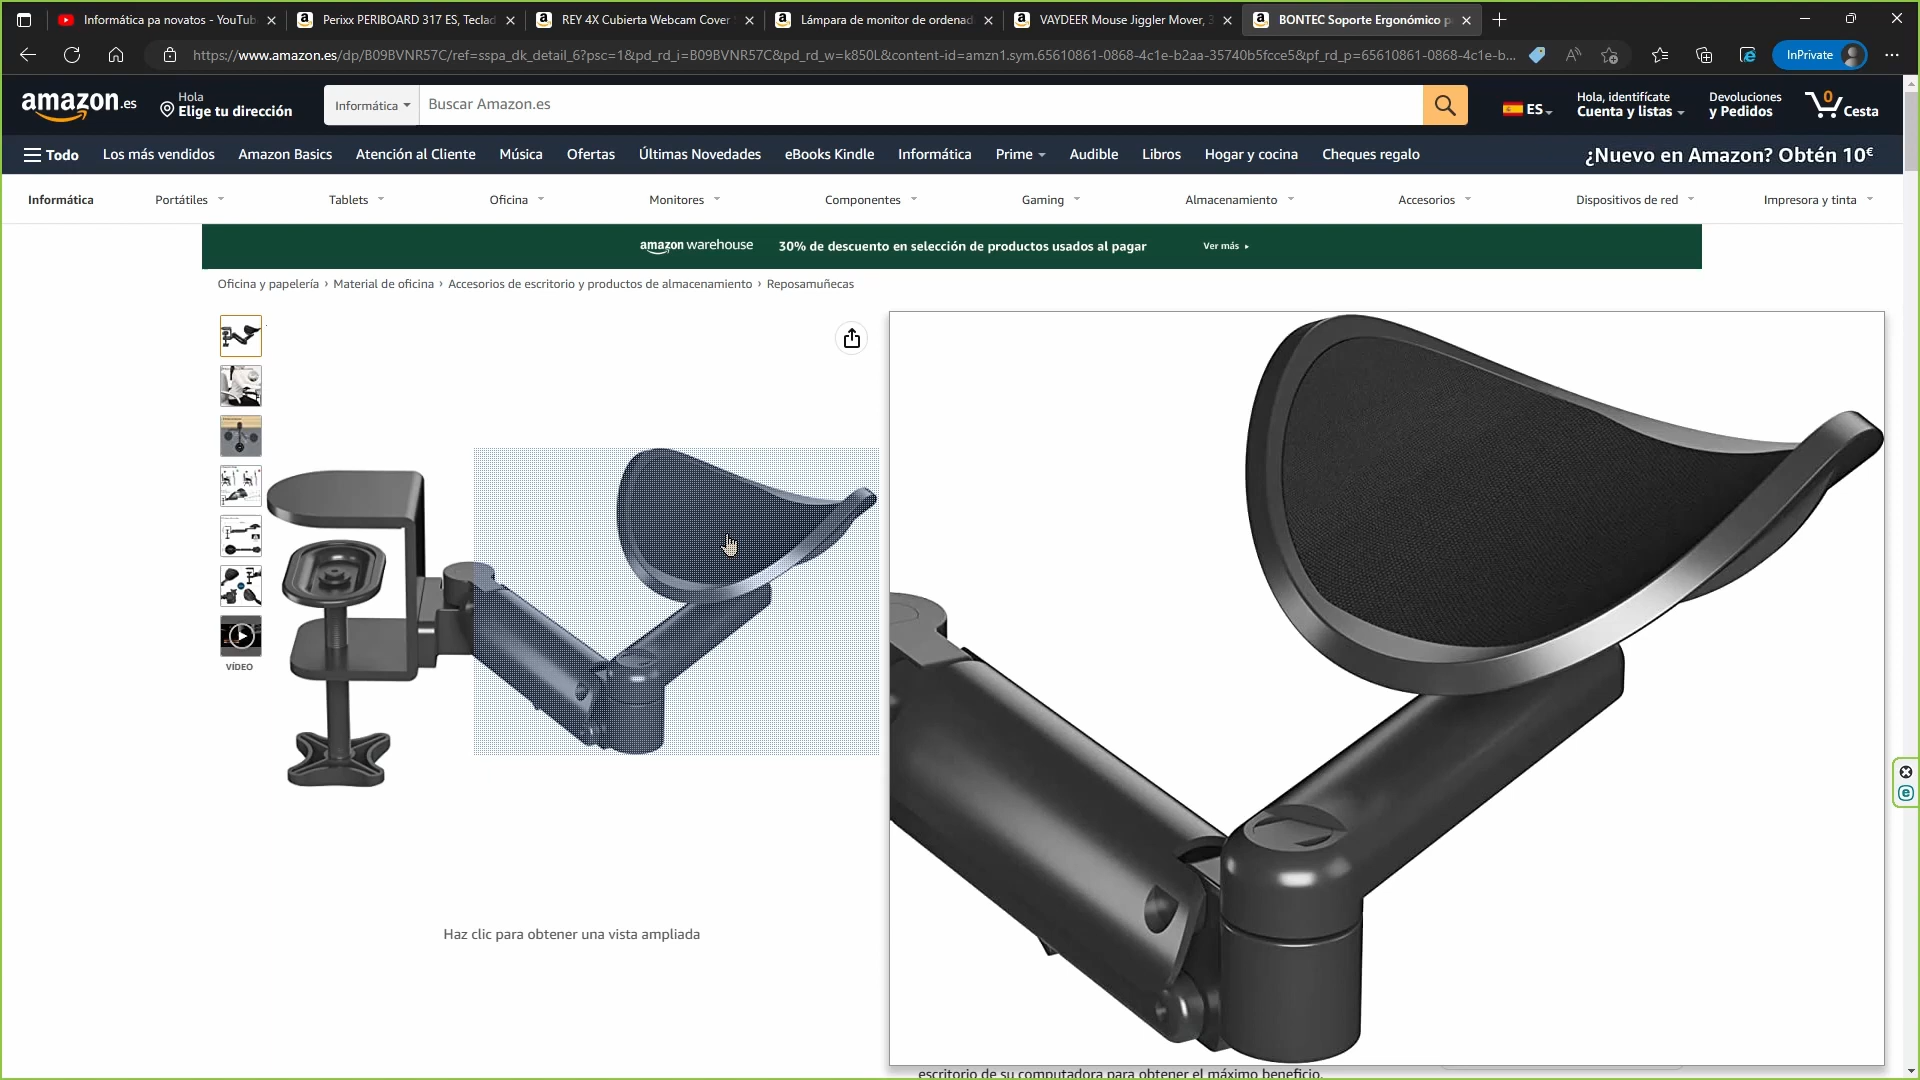 Informática pa novatos - YouTub
Perixx PERIBOARD 317 ES, Teclad
REY 4X Cubierta Webcam Cover
Lámpara de monitor de ordenad
VAYDEER Mouse Jiggler Mover, 3
BONTEC Soporte Ergonómico p
https://www.amazon.es/dp/B09BVNR57C/ref=sspa_dk_detail_6?psc=1&pd_rd_i=B09BVNR57C&pd_rd_w=k850L&content-id=amzn1.sym.65610861-0868-4c1e-b2aa-35740b5fcce5&pf_rd_p=65610861-0868-4c1e-b...
InPrivate
amazon.es
Hola
Elige tu dirección
Informática
Buscar Amazon.es
ES
Hola, identifícate
Cuenta y listas
Devoluciones
y Pedidos
0
Cesta
Todo
Los más vendidos
Amazon Basics
Atención al Cliente
Música
Ofertas
Últimas Novedades
eBooks Kindle
Informática
Prime
Audible
Libros
Hogar y cocina
Cheques regalo
¿Nuevo en Amazon? Obtén 10€
Informática
Portátiles
Tablets
Oficina
Monitores
Componentes
Gaming
Almacenamiento
Accesorios
Dispositivos de red
Impresora y tinta
amazon warehouse
30% de descuento en selección de productos usados al pagar
Ver más ▸
Oficina y papelería › Material de oficina › Accesorios de escritorio y productos de almacenamiento › Reposamuñecas
VÍDEO
Haz clic para obtener una vista ampliada
escritorio de su computadora para obtener el máximo beneficio.